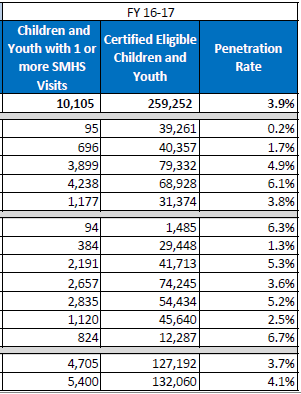 FY 16-17
Children and Youth with 1 or more SMHS Visits Certified Eligible Children and Youth Penetration Rate
10,105 259,252 3.9%
95 39,261 0.2%
696 40,357 1.7%
3,899 79,332 4.9%
4,238 68,928 6.1%
1,177 31,374 3.8%
94 1,485 6.3%
384 29,448 1.3%
2,191 41,713 5.3%
2,657 74,245 3.6%
2,835 54,434 5.2%
1,120 45,640 2.5%
824 12,287 6.7%
4,705 127,192 3.7%
5,400 132,060 4.1%